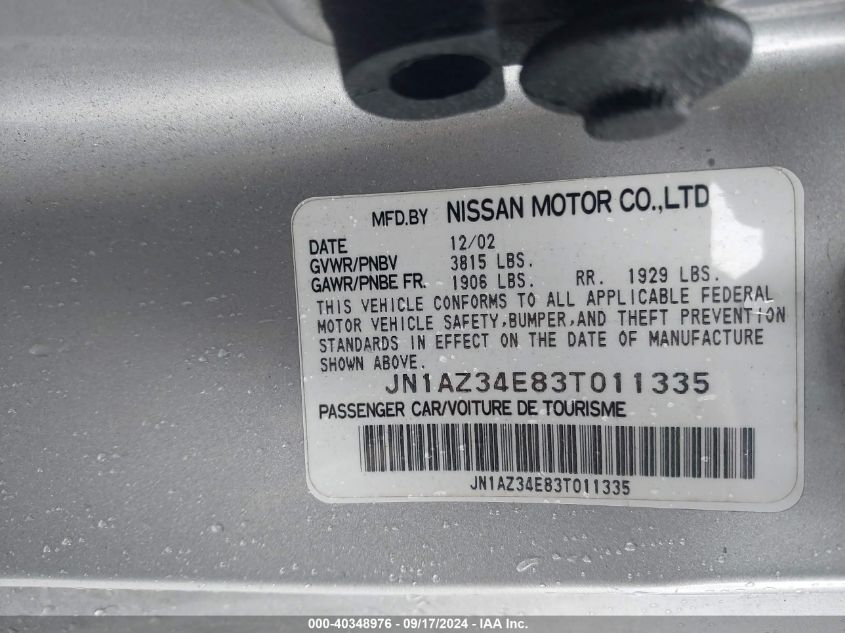 MFD.BY NISSAN MOTOR CO.,LTD
DATE 12/02
GVWR/PNBV 3815 LBS.
GAWR/PNBE FR. 1906 LBS. RR. 1929 LBS.
THIS VEHICLE CONFORMS TO ALL APPLICABLE FEDERAL
MOTOR VEHICLE SAFETY,BUMPER,AND THEFT PREVENTION
STANDARDS IN EFFECT ON THE DATE OF MANUFACTURE
SHOWN ABOVE.
JN1AZ34E83T011335
PASSENGER CAR/VOITURE DE TOURISME
JN1AZ34E83T011335
000-40348976 - 09/17/2024 - IAA Inc.